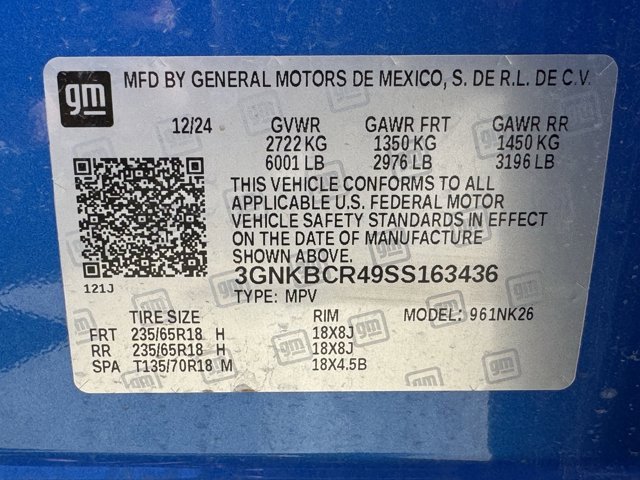 gm MFD BY GENERAL MOTORS DE MEXICO, S. DE R.L. DE C.V.
12/24 GVWR GAWR FRT GAWR RR
2722 KG 1350 KG 1450 KG
6001 LB 2976 LB 3196 LB
THIS VEHICLE CONFORMS TO ALL
APPLICABLE U.S. FEDERAL MOTOR
VEHICLE SAFETY STANDARDS IN EFFECT
ON THE DATE OF MANUFACTURE
SHOWN ABOVE.
3GNKBCR49SS163436
121J TYPE: MPV
TIRE SIZE RIM MODEL: 961NK26
FRT 235/65R18 H 18X8J
RR 235/65R18 H 18X8J
SPA T135/70R18 M 18X4.5B